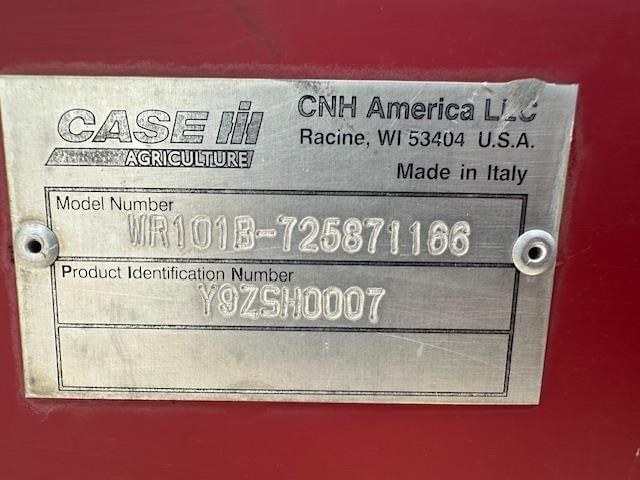 CASE IH
AGRICULTURE
CNH America LLC
Racine, WI 53404 U.S.A.
Made in Italy
Model Number
WR101B-725871166
Product Identification Number
Y9ZSH0007